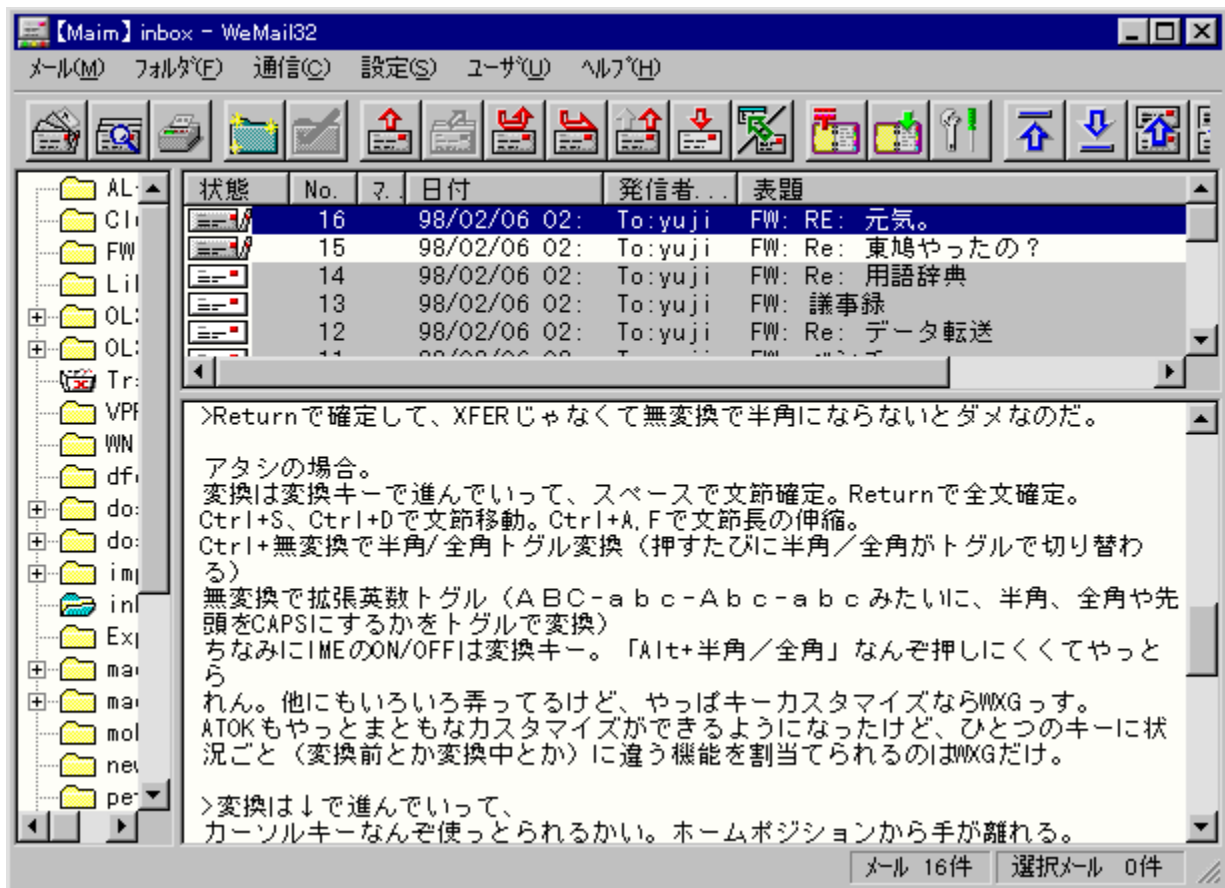 【Maim】inbox - WeMail32
ﾒｰﾙ(M) ﾌｫﾙﾀﾞ(F) 通信(C) 設定(S) ﾕｰｻﾞ(U) ﾍﾙﾌﾟ(H)
状態 No. マ.. 日付 発信者... 表題
16 98/02/06 02: To:yuji FW: RE: 元気。
15 98/02/06 02: To:yuji FW: Re: 東鳩やったの？
14 98/02/06 02: To:yuji FW: Re: 用語辞典
13 98/02/06 02: To:yuji FW: 議事録
12 98/02/06 02: To:yuji FW: Re: データ転送
AL
FW
OL
OL
Tr
VPF
WN
>Returnで確定して、XFERじゃなくて無変換で半角にならないとダメなのだ。
アタシの場合。
変換は変換キーで進んでいって、スペースで文節確定。Returnで全文確定。
Ctrl+S、Ctrl+Dで文節移動。Ctrl+A,Fで文節長の伸縮。
Ctrl+無変換で半角/全角トグル変換（押すたびに半角／全角がトグルで切り替わ
る）
無変換で拡張英数トグル（ＡＢＣ-ａｂｃ-Ａｂｃ-ａｂｃみたいに、半角、全角や先
頭をCAPSにするかをトグルで変換）
ちなみにIMEのON/OFFは変換キー。「Alt+半角／全角」なんぞ押しにくくてやっと
ら
れん。他にもいろいろ弄ってるけど、やっぱキーカスタマイズならWXGっす。
ATOKもやっとまともなカスタマイズができるようになったけど、ひとつのキーに状
況ごと（変換前とか変換中とか）に違う機能を割当てられるのはWXGだけ。
>変換は↓で進んでいって、
カーソルキーなんぞ使っとられるかい。ホームポジションから手が離れる。
ﾒｰﾙ 16件 選択ﾒｰﾙ 0件